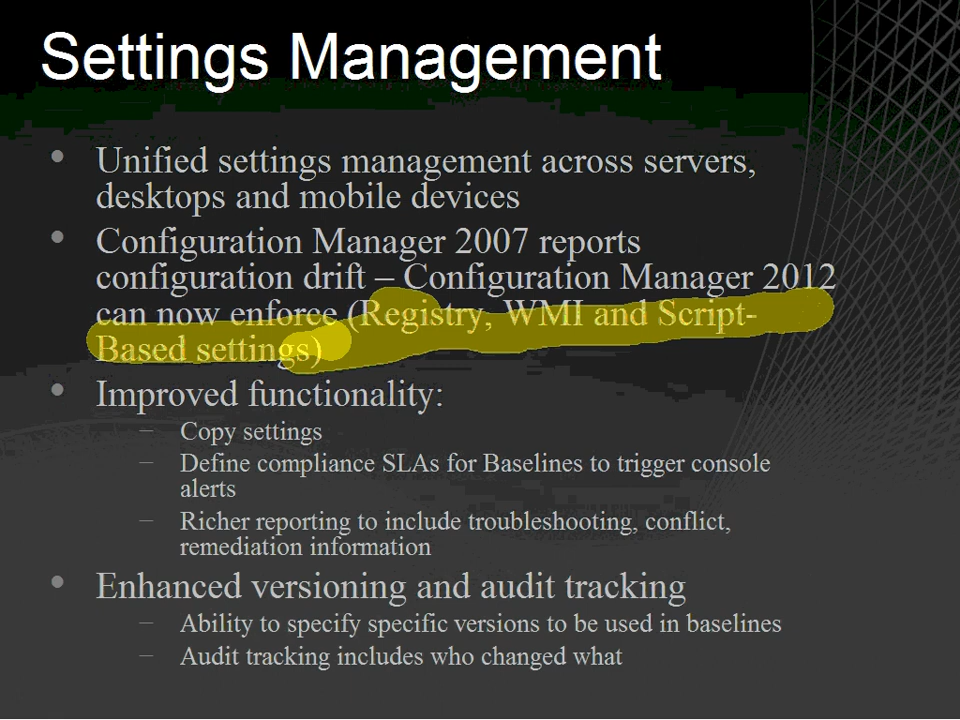 Settings Management
• Unified settings management across servers,
desktops and mobile devices
• Configuration Manager 2007 reports
configuration drift – Configuration Manager 2012
can now enforce (Registry, WMI and Script-
Based settings)
• Improved functionality:
– Copy settings
– Define compliance SLAs for Baselines to trigger console
alerts
– Richer reporting to include troubleshooting, conflict,
remediation information
• Enhanced versioning and audit tracking
– Ability to specify specific versions to be used in baselines
– Audit tracking includes who changed what